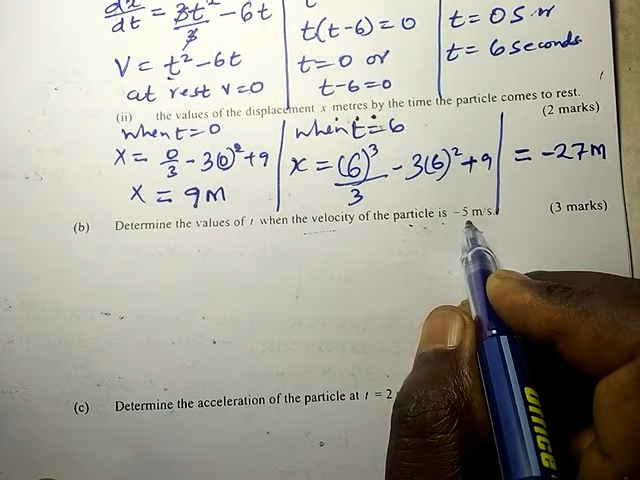 dx/dt = 3t²/3 - 6t
V = t² - 6t
at rest v = 0
t(t-6) = 0
t = 0 or
t - 6 = 0
t = 0s or
t = 6 seconds
(ii) the values of the displacement x metres by the time the particle comes to rest.
(2 marks)
when t = 0
x = 0/3 - 3(0)² + 9
x = 9m
when t = 6
x = (6)³/3 - 3(6)² + 9
= -27m
(b) Determine the values of t when the velocity of the particle is -5 m/s. (3 marks)
(c) Determine the acceleration of the particle at t = 2
OFFICE